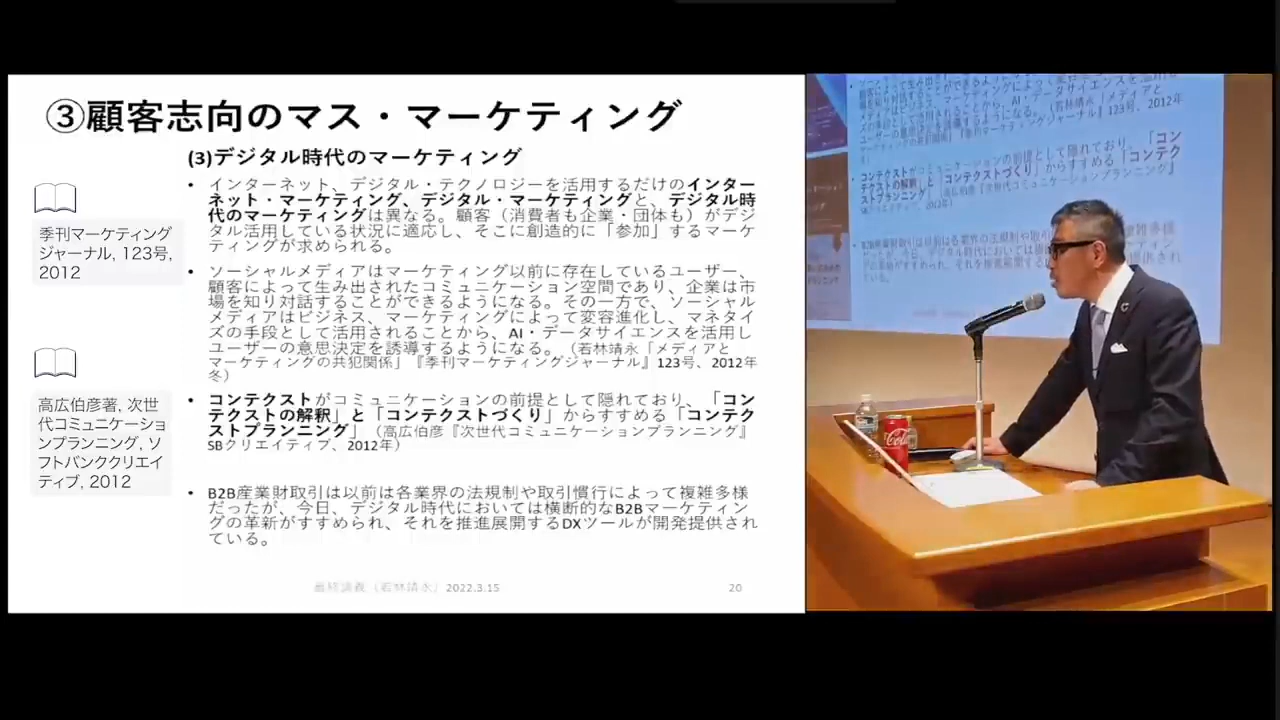 ③顧客志向のマス・マーケティング
(3)デジタル時代のマーケティング
• インターネット、デジタル・テクノロジーを活用するだけのインター
ネット・マーケティング、デジタル・マーケティングと、デジタル時
代のマーケティングは異なる。顧客（消費者も企業・団体も）がデジ
タル活用している状況に適応し、そこに創造的に「参加」するマーケ
ティングが求められる。
• ソーシャルメディアはマーケティング以前に存在しているユーザー、
顧客によって生み出されたコミュニケーション空間であり、企業は市
場を知り対話することができるようになる。その一方で、ソーシャル
メディアはビジネス、マーケティングによって変容進化し、マネタイ
ズの手段として活用されることから、AI・データサイエンスを活用し
ユーザーの意思決定を誘導するようになる。（若林靖永「メディアと
マーケティングの共犯関係」『季刊マーケティングジャーナル』123号、2012年
冬）
• コンテクストがコミュニケーションの前提として隠れており、「コン
テクストの解釈」と「コンテクストづくり」からすすめる「コンテク
ストプランニング」（高広伯彦『次世代コミュニケーションプランニング』
SBクリエイティブ、2012年）
• B2B産業財取引は以前は各業界の法規制や取引慣行によって複雑多様
だったが、今日、デジタル時代においては横断的なB2Bマーケティン
グの革新がすすめられ、それを推進展開するDXツールが開発提供され
ている。
季刊マーケティング
ジャーナル, 123号,
2012
高広伯彦著, 次世
代コミュニケーショ
ンプランニング, ソ
フトバンククリエイ
ティブ, 2012
最終講義（若林靖永）2022.3.15
20